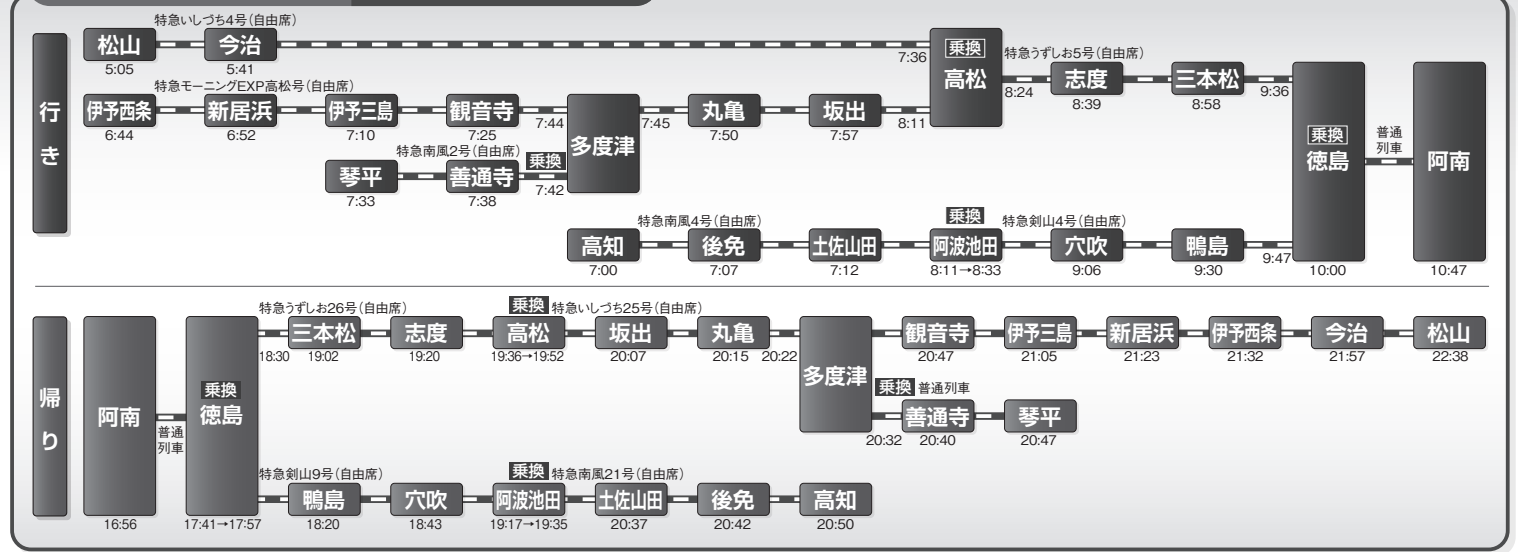 行き
特急いしづち4号（自由席）
松山 今治 7:36 乗換 高松
5:05 5:41
特急うずしお5号（自由席）
志度 三本松 9:36
8:24 8:39 8:58
特急モーニングEXP高松号（自由席）
伊予西条 新居浜 伊予三島 観音寺 7:44 多度津 7:45 丸亀 坂出 8:11
6:44 6:52 7:10 7:25 7:50 7:57
特急南風2号（自由席） 乗換
琴平 善通寺 7:42
7:33 7:38
乗換 徳島 普通列車 阿南
特急南風4号（自由席） 乗換 特急剣山4号（自由席）
高知 後免 土佐山田 阿波池田 穴吹 鴨島 9:47
7:00 7:07 7:12 8:11→8:33 9:06 9:30 10:00 10:47
帰り
特急うずしお26号（自由席） 乗換 特急いしづち25号（自由席）
三本松 志度 高松 坂出 丸亀 多度津 観音寺 伊予三島 新居浜 伊予西条 今治 松山
18:30 19:02 19:20 19:36→19:52 20:07 20:15 20:22 20:47 21:05 21:23 21:32 21:57 22:38
阿南 普通列車 乗換 徳島
乗換 普通列車
善通寺 琴平
20:32 20:40 20:47
特急剣山9号（自由席） 乗換 特急南風21号（自由席）
鴨島 穴吹 阿波池田 土佐山田 後免 高知
16:56 17:41→17:57 18:20 18:43 19:17→19:35 20:37 20:42 20:50